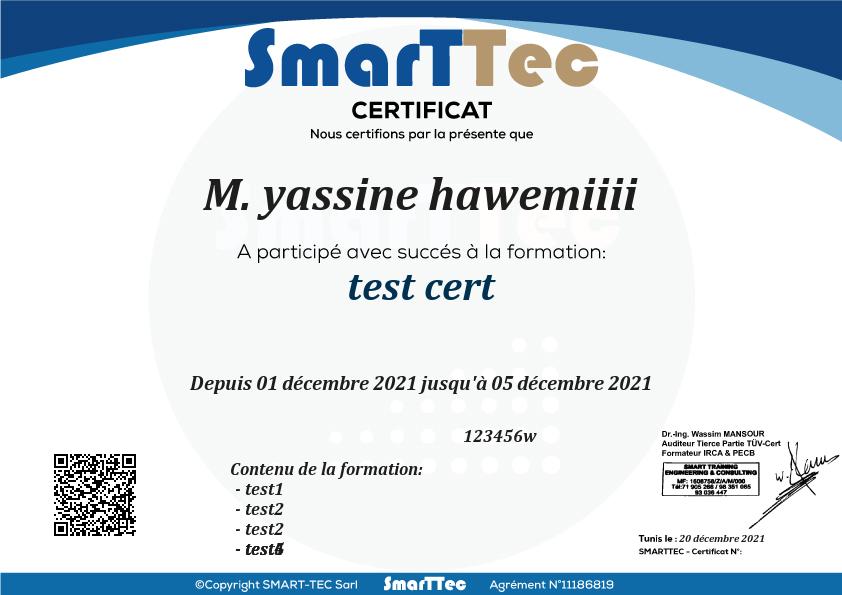 SmarTTec
CERTIFICAT
Nous certifions par la présente que
M. yassine hawemiiii
A participé avec succés à la formation:
test cert
Depuis 01 décembre 2021 jusqu'à 05 décembre 2021
123456w
Dr.-Ing. Wassim MANSOUR
Auditeur Tierce Partie TÜV-Cert
Formateur IRCA & PECB
SMART TRAINING
ENGINEERING & CONSULTING
MF: 1608758/Z/A/M/000
Tél:71 905 266 / 98 351 065
93 036 447
Contenu de la formation:
- test1
- test2
- test2
Tunis le : 20 décembre 2021
SMARTTEC - Certificat N°:
©Copyright SMART-TEC Sarl SmarTTec Agrément N°11186819